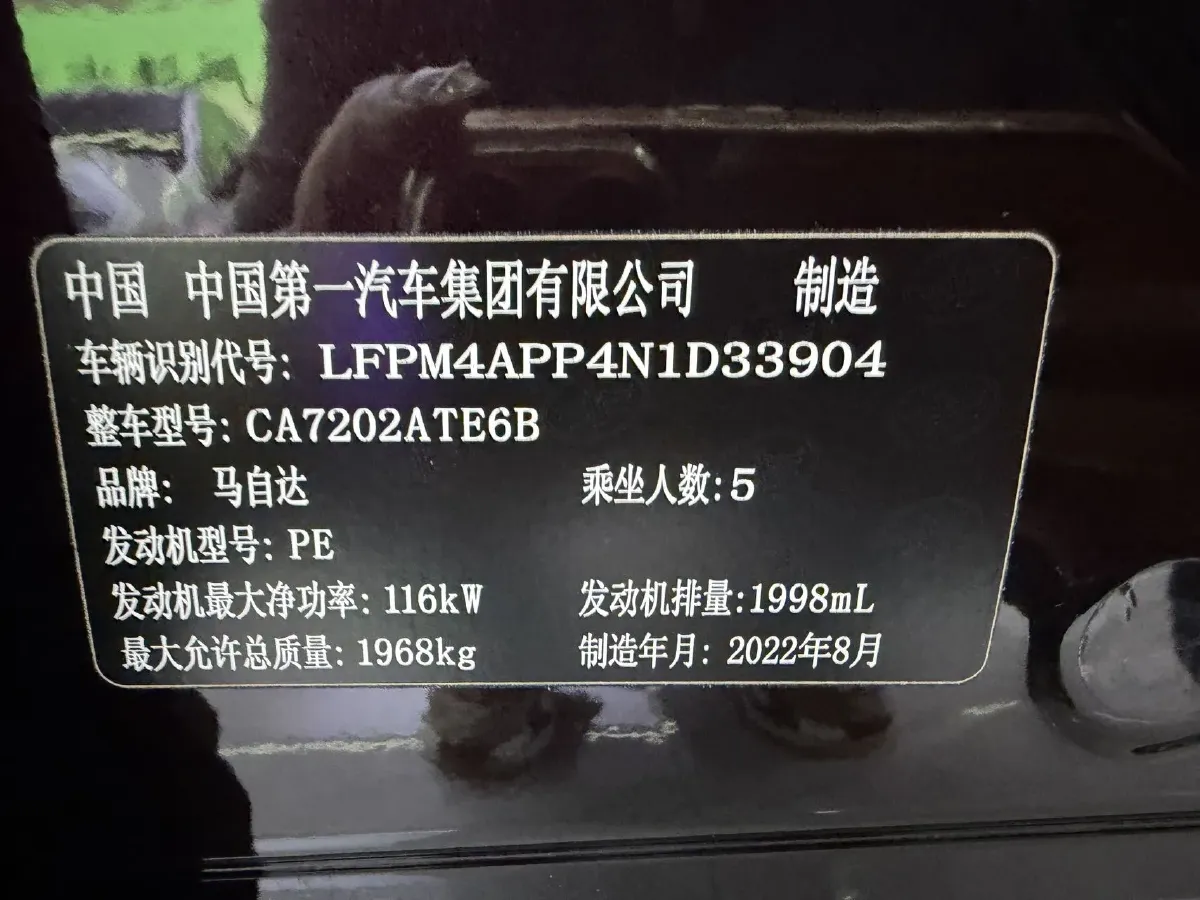 中国 中国第一汽车集团有限公司 制造
车辆识别代号: LFPM4APP4N1D33904
整车型号: CA7202ATE6B
品牌: 马自达 乘坐人数: 5
发动机型号: PE
发动机最大净功率: 116kW 发动机排量: 1998mL
最大允许总质量: 1968kg 制造年月: 2022年8月